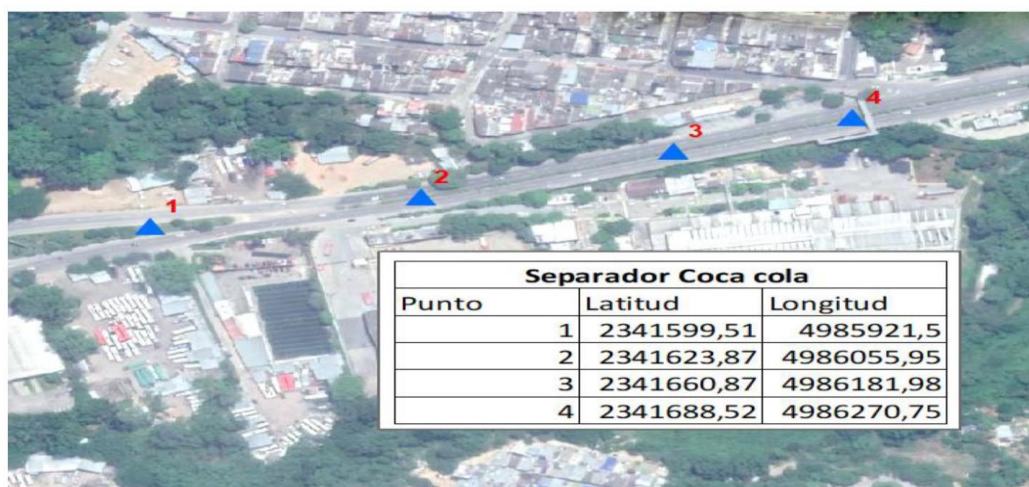 4
3
2
1
Separador Coca cola
Punto Latitud Longitud
1 2341599,51 4985921,5
2 2341623,87 4986055,95
3 2341660,87 4986181,98
4 2341688,52 4986270,75